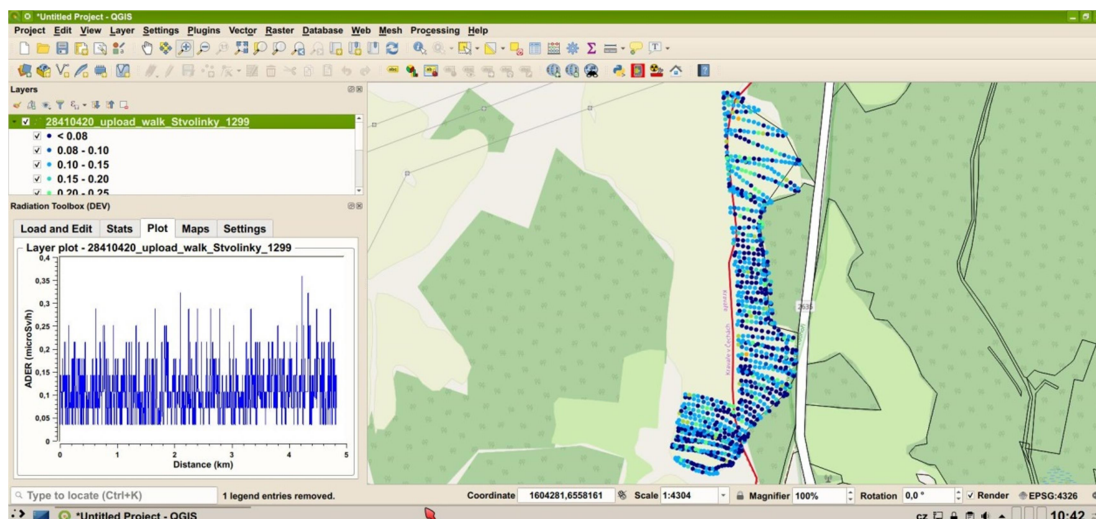 *Untitled Project - QGIS
Project Edit View Layer Settings Plugins Vector Raster Database Web Mesh Processing Help
Layers
28410420_upload_walk_Stvolinky_1299
< 0.08
0.08 - 0.10
0.10 - 0.15
0.15 - 0.20
0.20 - 0.25
Radiation Toolbox (DEV)
Load and Edit Stats Plot Maps Settings
Layer plot - 28410420_upload_walk_Stvolinky_1299
0,4
0,35
0,3
0,25
0,2
0,15
0,1
0,05
0
ADER (microSv/h)
0 1 2 3 4 5
Distance (km)
Type to locate (Ctrl+K) 1 legend entries removed. Coordinate 1604281,6558161 Scale 1:4304 Magnifier 100% Rotation 0,0 ° Render EPSG:4326
*Untitled Project - QGIS
cz 10:42